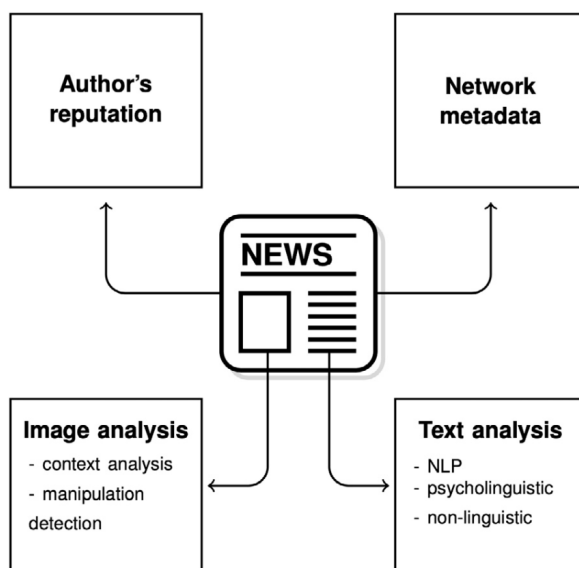 Author's
reputation
Network
metadata
NEWS
Image analysis
- context analysis
- manipulation
detection
Text analysis
- NLP
- psycholinguistic
- non-linguistic